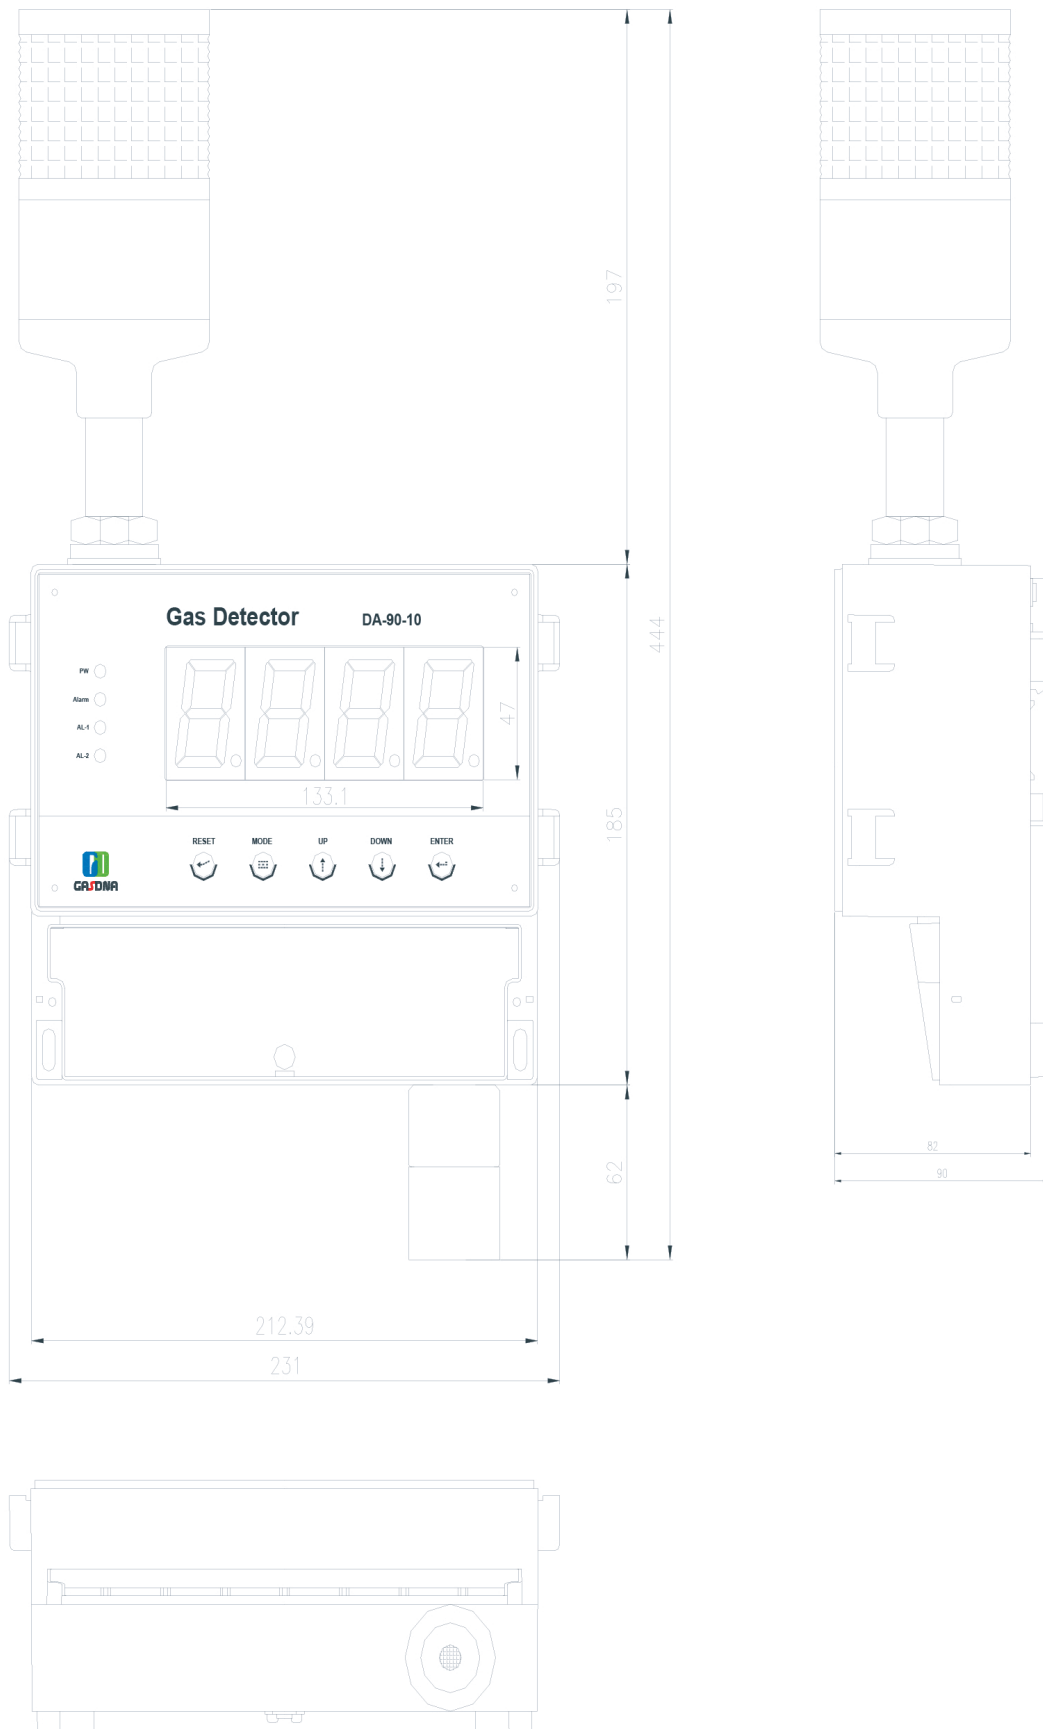 197
444
Gas Detector DA-90-10
PW
Alarm
AL-1
AL-2
47
133.1
185
RESET MODE UP DOWN ENTER
GASDNA
82
62
90
212.39
231